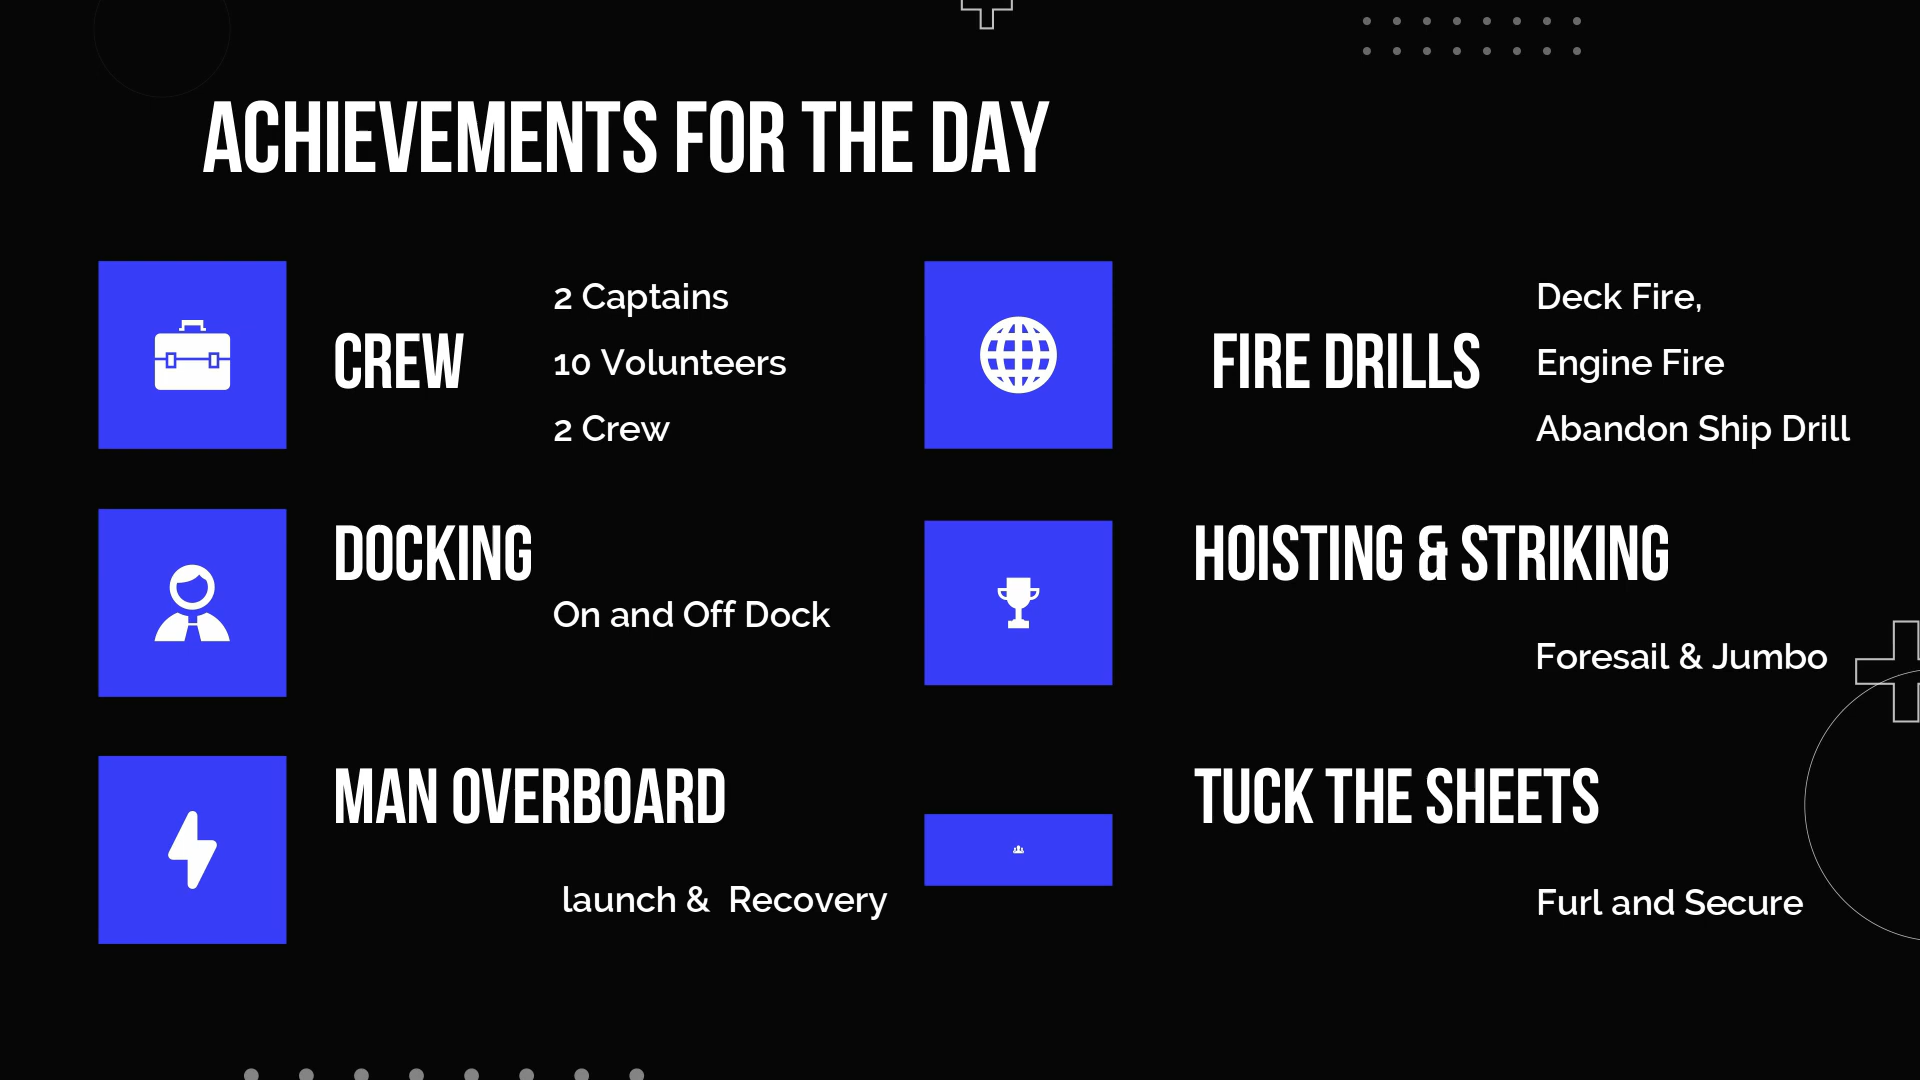 ACHIEVEMENTS FOR THE DAY
CREW
2 Captains
10 Volunteers
2 Crew
FIRE DRILLS
Deck Fire,
Engine Fire
Abandon Ship Drill
DOCKING
On and Off Dock
HOISTING & STRIKING
Foresail & Jumbo
MAN OVERBOARD
launch &  Recovery
TUCK THE SHEETS
Furl and Secure